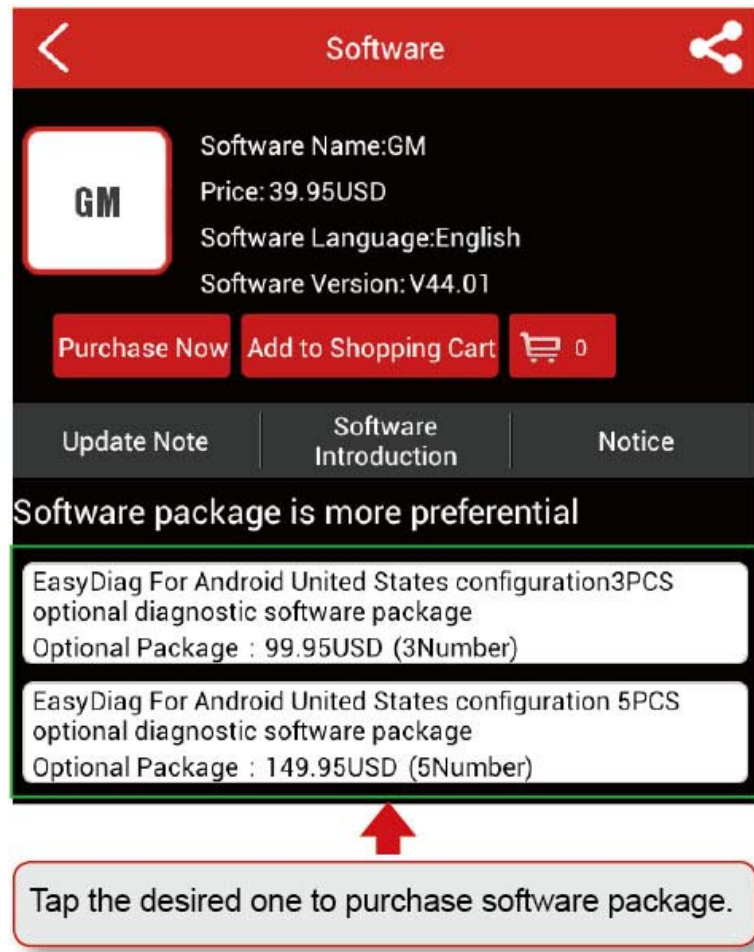 Software
GM
Software Name:GM
Price: 39.95USD
Software Language:English
Software Version: V44.01
Purchase Now
Add to Shopping Cart
0
Update Note
Software
Introduction
Notice
Software package is more preferential
EasyDiag For Android United States configuration3PCS
optional diagnostic software package
Optional Package : 99.95USD (3Number)
EasyDiag For Android United States configuration 5PCS
optional diagnostic software package
Optional Package : 149.95USD (5Number)
Tap the desired one to purchase software package.